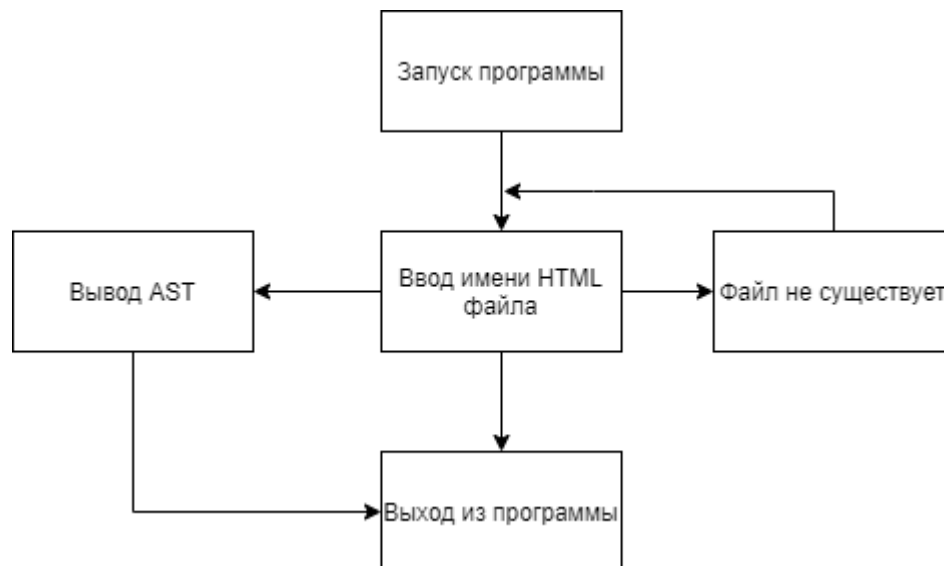 Запуск программы
Вывод AST
Ввод имени HTML
файла
Файл не существует
Выход из программы